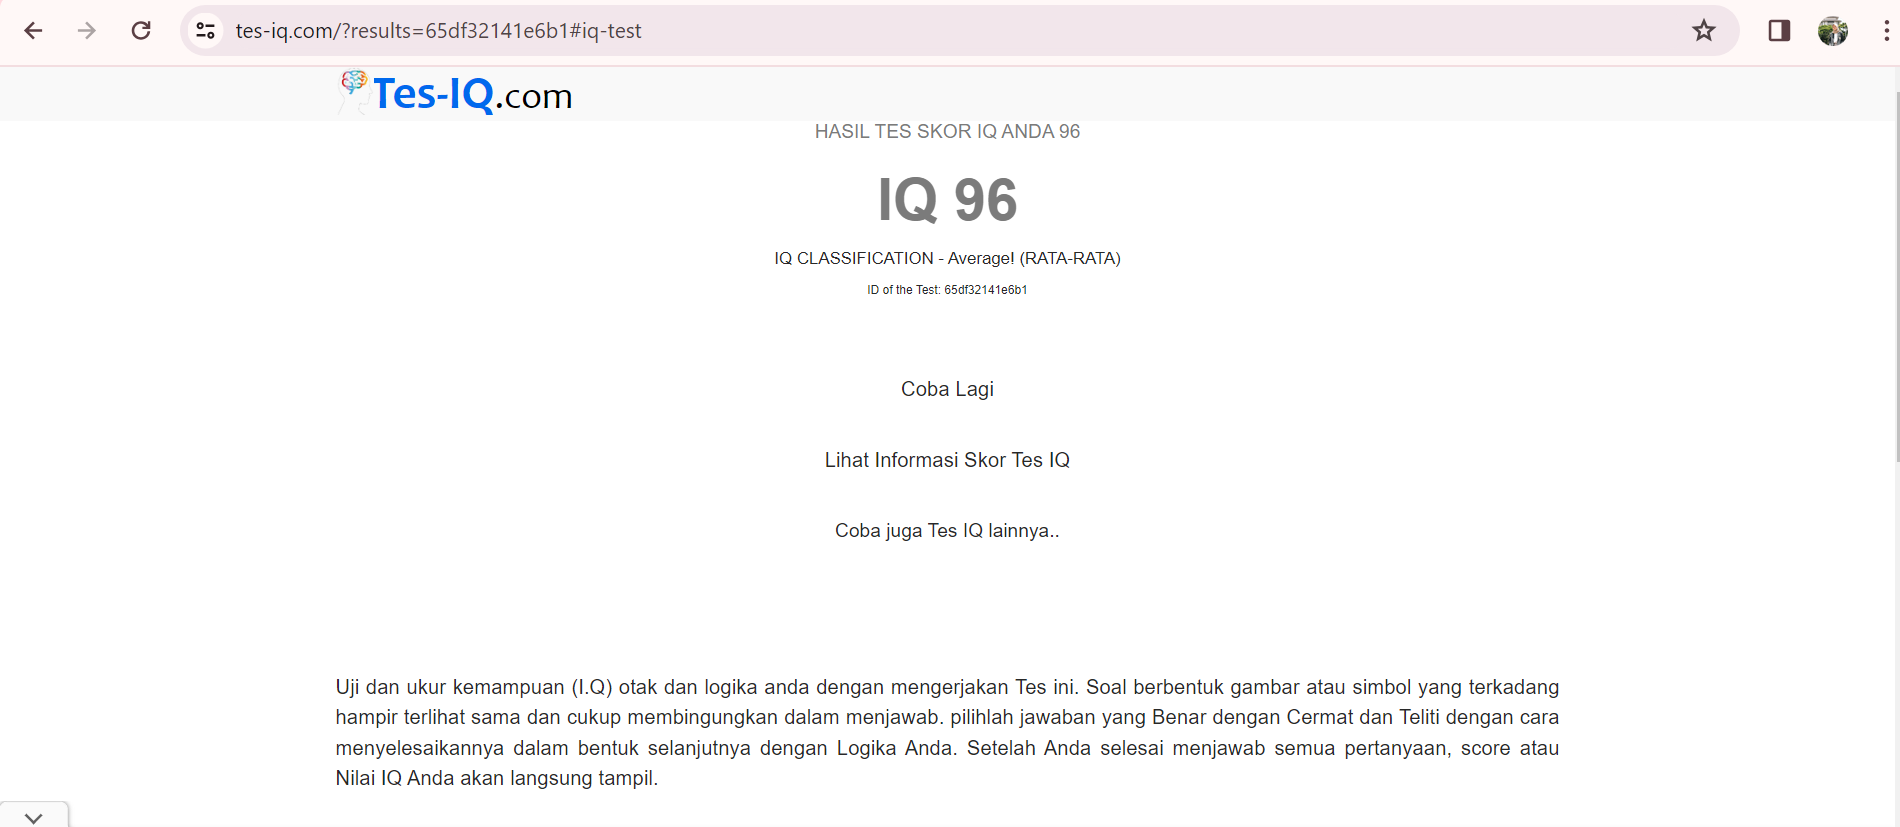 tes-iq.com/?results=65df32141e6b1#iq-test
Tes-IQ.com
HASIL TES SKOR IQ ANDA 96
IQ 96
IQ CLASSIFICATION - Average! (RATA-RATA)
ID of the Test: 65df32141e6b1
Coba Lagi
Lihat Informasi Skor Tes IQ
Coba juga Tes IQ lainnya..
Uji dan ukur kemampuan (I.Q) otak dan logika anda dengan mengerjakan Tes ini. Soal berbentuk gambar atau simbol yang terkadang
hampir terlihat sama dan cukup membingungkan dalam menjawab. pilihlah jawaban yang Benar dengan Cermat dan Teliti dengan cara
menyelesaikannya dalam bentuk selanjutnya dengan Logika Anda. Setelah Anda selesai menjawab semua pertanyaan, score atau
Nilai IQ Anda akan langsung tampil.